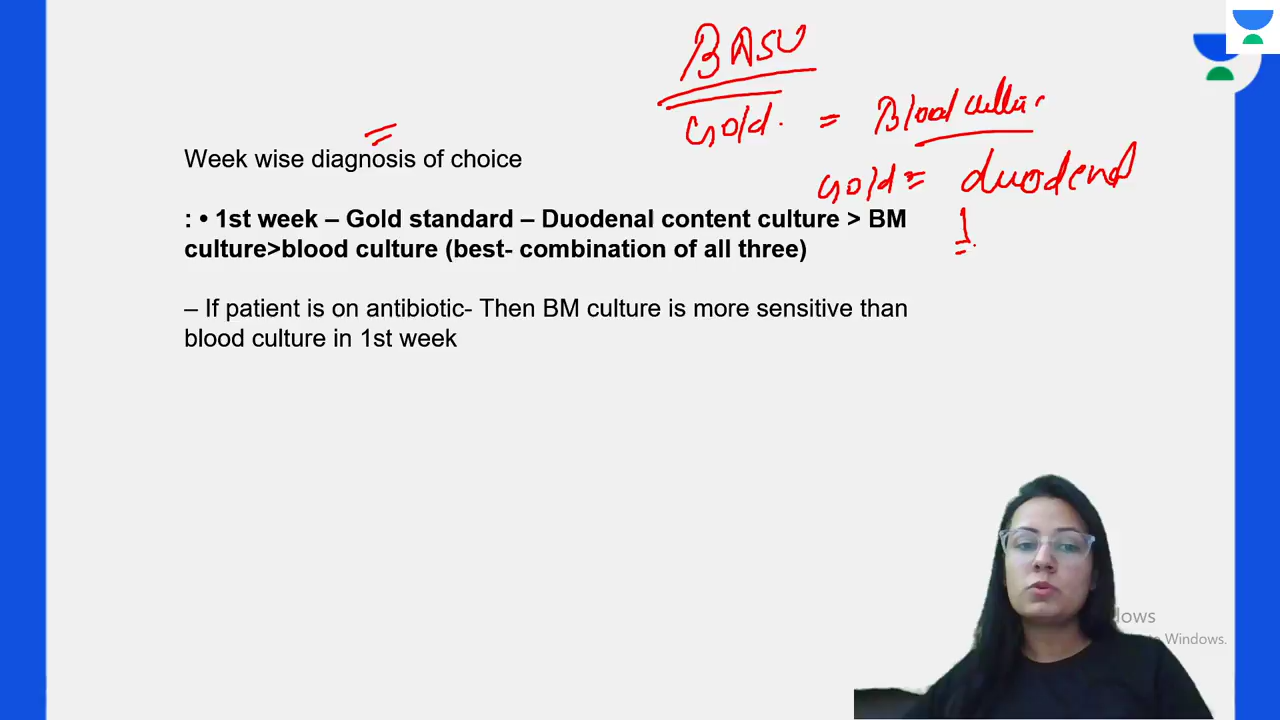 BASU
Gold. = Blood culture
Gold = duodenal
1
Week wise diagnosis of choice
: • 1st week – Gold standard – Duodenal content culture > BM
culture>blood culture (best- combination of all three)
– If patient is on antibiotic- Then BM culture is more sensitive than
blood culture in 1st week
Windows.